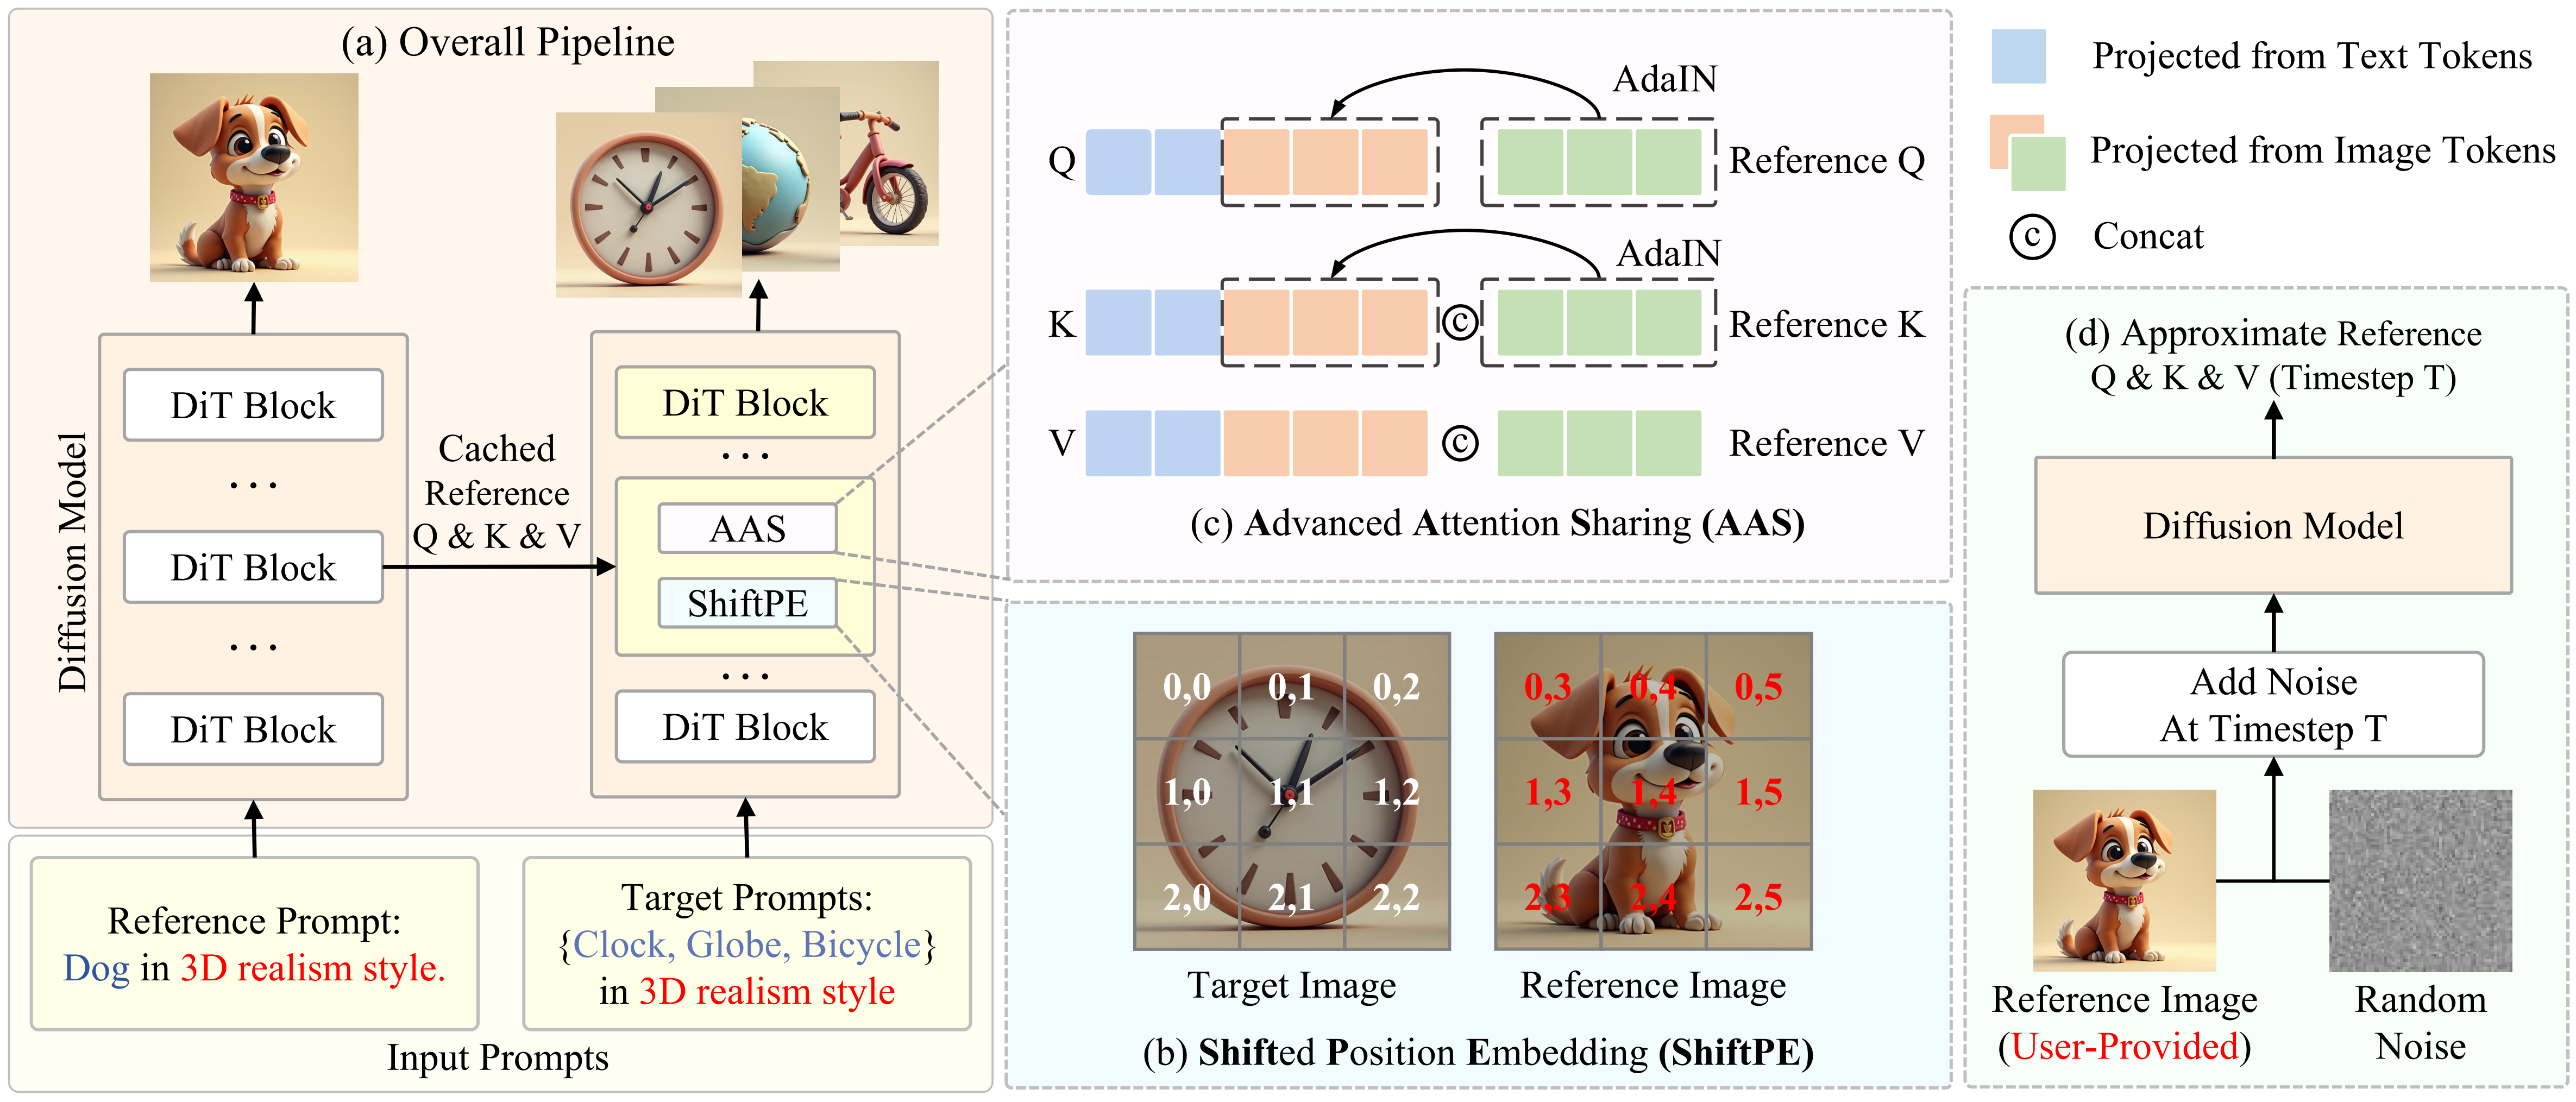 (a) Overall Pipeline
Diffusion Model
DiT Block
...
DiT Block
...
DiT Block
Cached
Reference
Q & K & V
DiT Block
...
AAS
ShiftPE
...
DiT Block
Reference Prompt:
Dog in 3D realism style.
Target Prompts:
{Clock, Globe, Bicycle}
in 3D realism style
Input Prompts
AdaIN
Q
Reference Q
AdaIN
K
c
Reference K
V
c
Reference V
(c) Advanced Attention Sharing (AAS)
0,0 0,1 0,2
1,0 1,1 1,2
2,0 2,1 2,2
Target Image
0,3 0,4 0,5
1,3 1,4 1,5
2,3 2,4 2,5
Reference Image
(b) Shifted Position Embedding (ShiftPE)
Projected from Text Tokens
Projected from Image Tokens
c Concat
(d) Approximate Reference
Q & K & V (Timestep T)
Diffusion Model
Add Noise
At Timestep T
Reference Image
(User-Provided)
Random
Noise